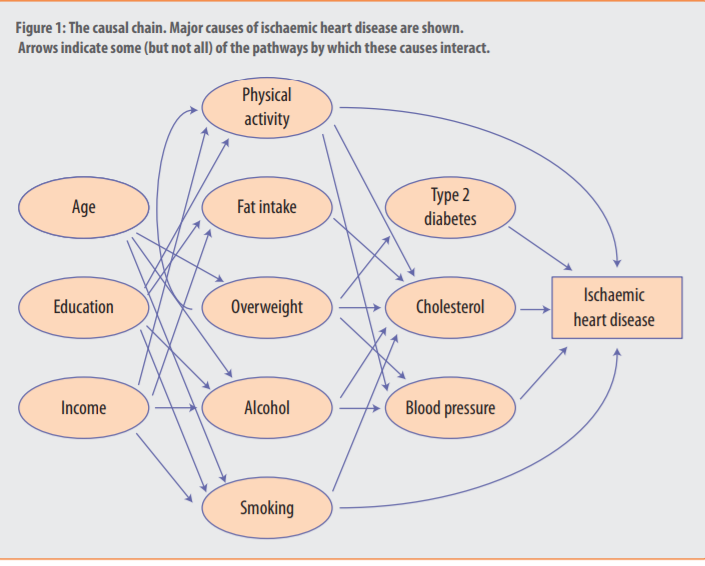 Figure 1: The causal chain. Major causes of ischaemic heart disease are shown.
Arrows indicate some (but not all) of the pathways by which these causes interact.
Physical
activity
Age
Fat intake
Type 2
diabetes
Education
Overweight
Cholesterol
Ischaemic
heart disease
Income
Alcohol
Blood pressure
Smoking